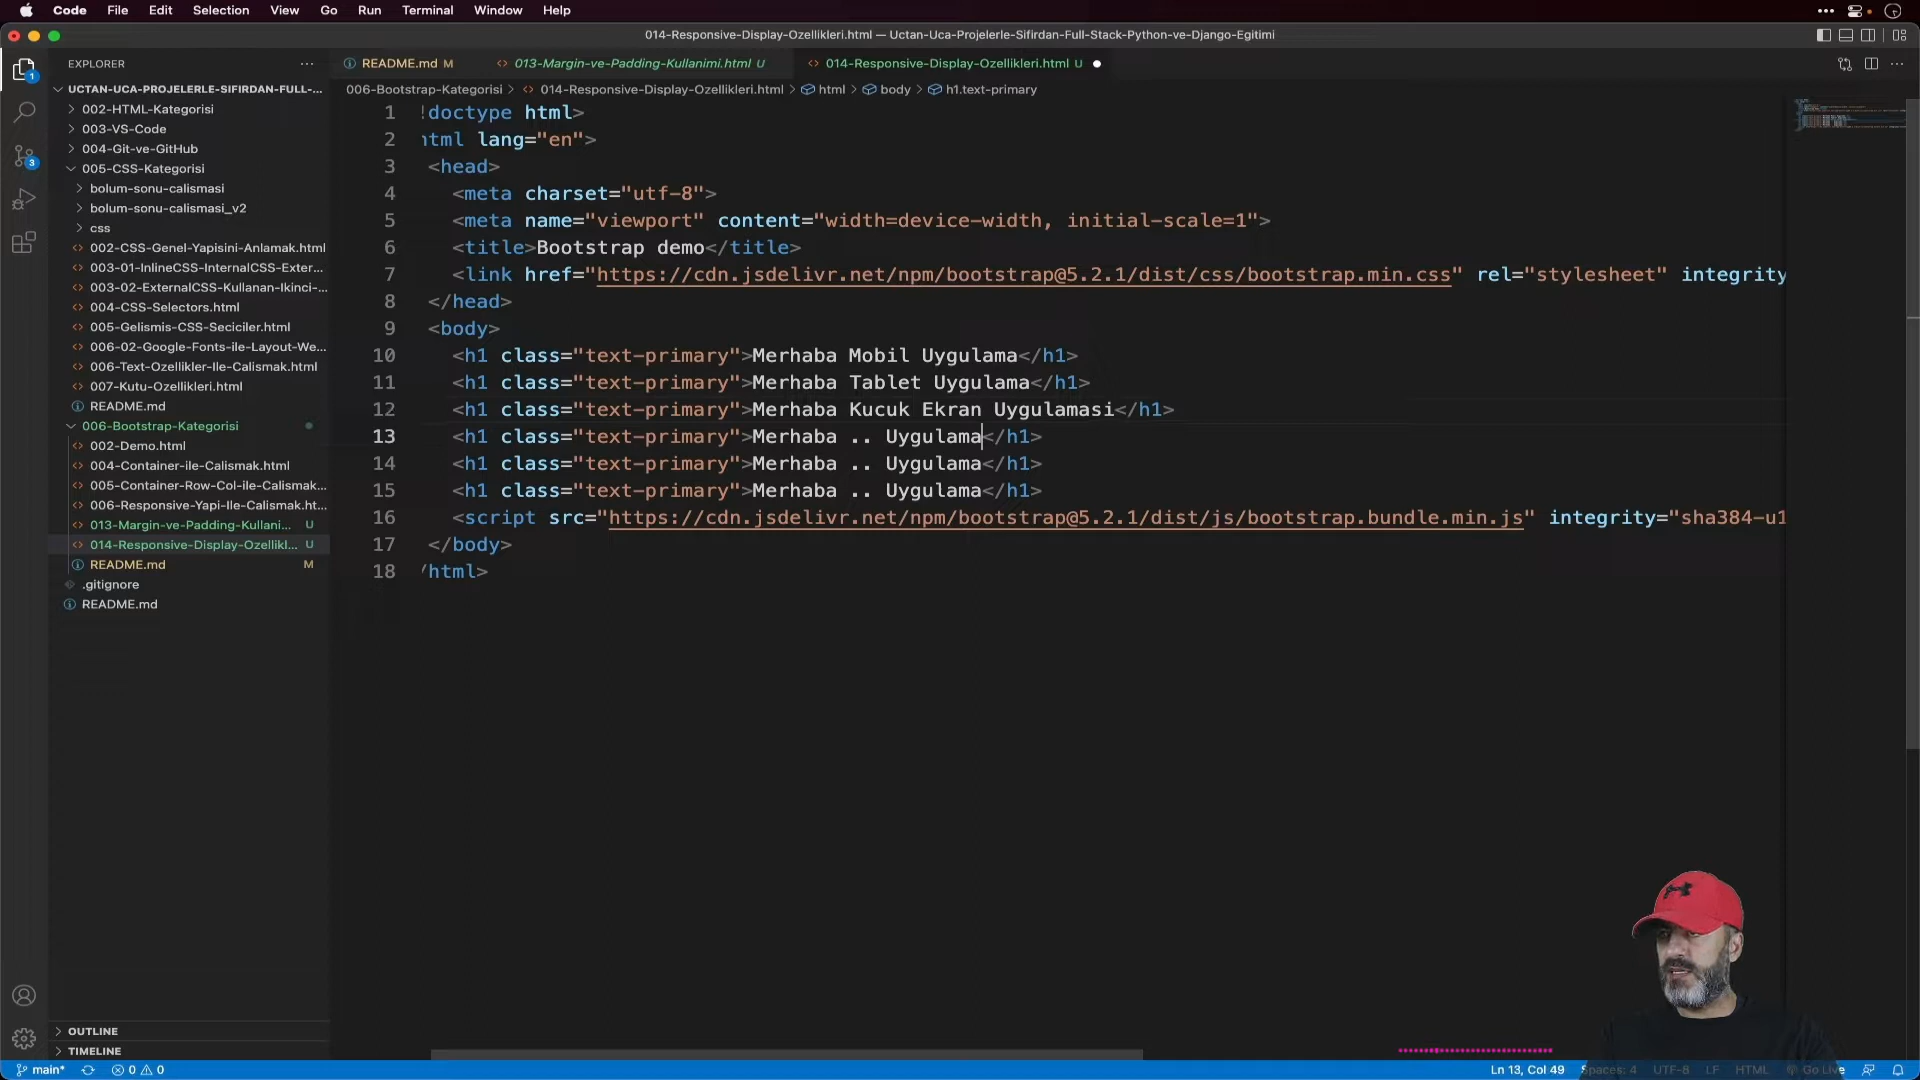 Code File Edit Selection View Go Run Terminal Window Help
014-Responsive-Display-Ozellikleri.html — Uctan-Uca-Projelerle-Sifirdan-Full-Stack-Python-ve-Django-Egitimi
EXPLORER
README.md M
013-Margin-ve-Padding-Kullanimi.html U
014-Responsive-Display-Ozellikleri.html U
006-Bootstrap-Kategorisi > 014-Responsive-Display-Ozellikleri.html > html > body > h1.text-primary
1
3
UCTAN-UCA-PROJELERLE-SIFIRDAN-FULL-...
002-HTML-Kategorisi
003-VS-Code
004-Git-ve-GitHub
005-CSS-Kategorisi
bolum-sonu-calismasi
bolum-sonu-calismasi_v2
css
002-CSS-Genel-Yapisini-Anlamak.html
003-01-InlineCSS-InternalCSS-Exter...
003-02-ExternalCSS-Kullanan-Ikinci-...
004-CSS-Selectors.html
005-Gelismis-CSS-Seciciler.html
006-02-Google-Fonts-ile-Layout-We...
006-Text-Ozellikler-Ile-Calismak.html
007-Kutu-Ozellikleri.html
README.md
006-Bootstrap-Kategorisi
002-Demo.html
004-Container-ile-Calismak.html
005-Container-Row-Col-ile-Calismak...
006-Responsive-Yapi-Ile-Calismak.ht...
013-Margin-ve-Padding-Kullani... U
014-Responsive-Display-Ozellikl... U
README.md M
.gitignore
README.md
OUTLINE
TIMELINE
1 !doctype html>
2 html lang="en">
3 <head>
4 <meta charset="utf-8">
5 <meta name="viewport" content="width=device-width, initial-scale=1">
6 <title>Bootstrap demo</title>
7 <link href="https://cdn.jsdelivr.net/npm/bootstrap@5.2.1/dist/css/bootstrap.min.css" rel="stylesheet" integrity
8 </head>
9 <body>
10 <h1 class="text-primary">Merhaba Mobil Uygulama</h1>
11 <h1 class="text-primary">Merhaba Tablet Uygulama</h1>
12 <h1 class="text-primary">Merhaba Kucuk Ekran Uygulamasi</h1>
13 <h1 class="text-primary">Merhaba .. Uygulama</h1>
14 <h1 class="text-primary">Merhaba .. Uygulama</h1>
15 <h1 class="text-primary">Merhaba .. Uygulama</h1>
16 <script src="https://cdn.jsdelivr.net/npm/bootstrap@5.2.1/dist/js/bootstrap.bundle.min.js" integrity="sha384-u1
17 </body>
18 /html>
main* 0 0 Ln 13, Col 49 Spaces: 4 UTF-8 LF HTML Go Live